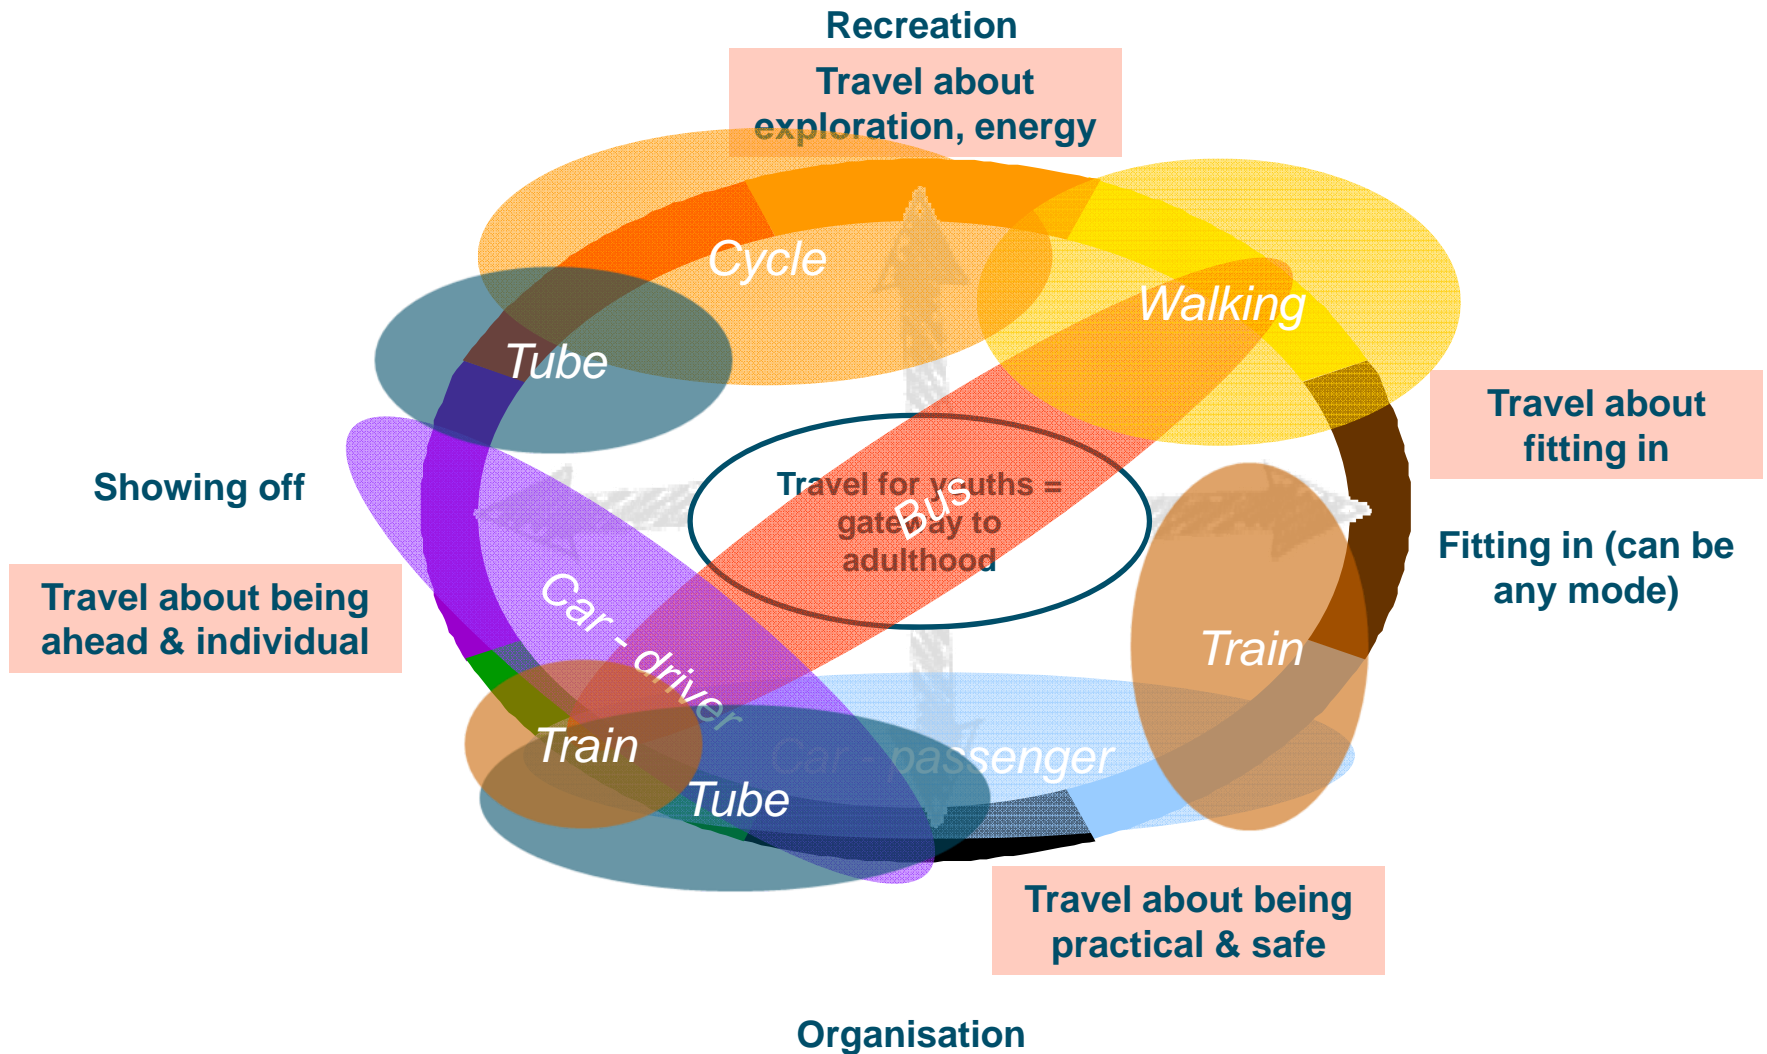 Recreation
Travel about
exploration, energy
Cycle
Walking
Tube
Travel about
fitting in
Showing off
Travel for youths =
gateway to
adulthood
Bus
Fitting in (can be
any mode)
Travel about being
ahead & individual
Car - driver
Train
Train
Car - passenger
Tube
Travel about being
practical & safe
Organisation